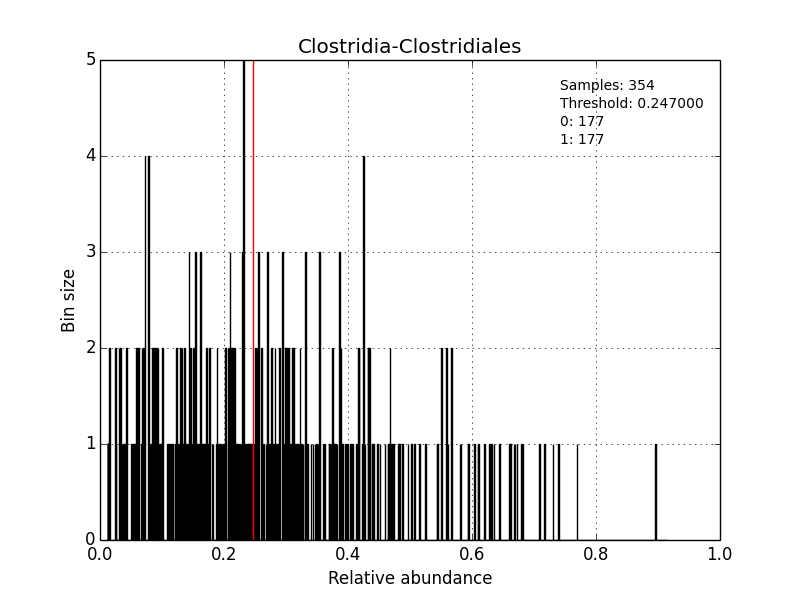 Clostridia-Clostridiales
Samples: 354
Threshold: 0.247000
0: 177
1: 177
5
4
3
2
1
0
Bin size
0.0 0.2 0.4 0.6 0.8 1.0
Relative abundance